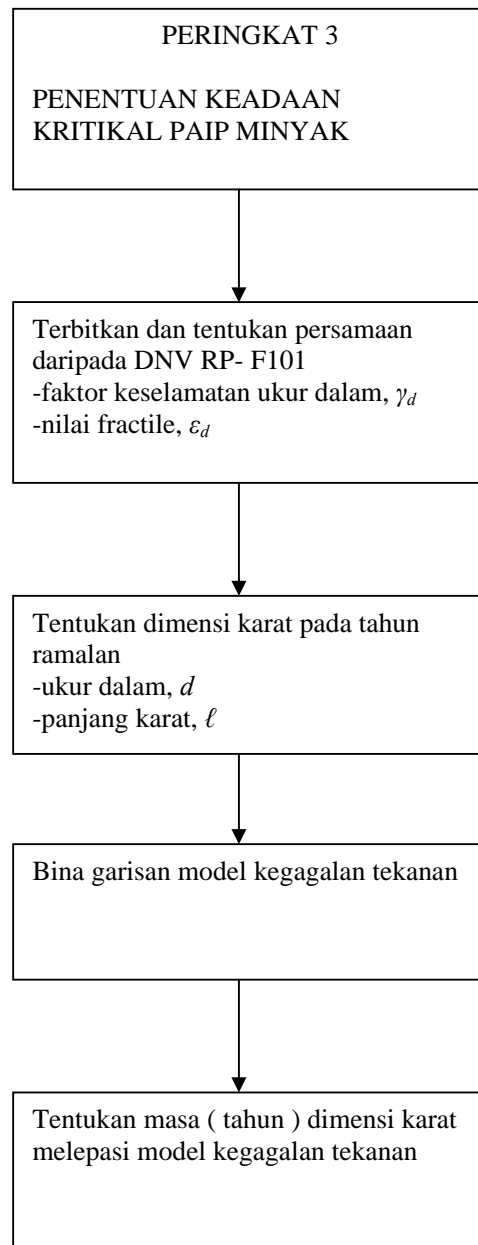 PERINGKAT 3
PENENTUAN KEADAAN
KRITIKAL PAIP MINYAK
Terbitkan dan tentukan persamaan
daripada DNV RP- F101
-faktor keselamatan ukur dalam, γd
-nilai fractile, εd
Tentukan dimensi karat pada tahun
ramalan
-ukur dalam, d
-panjang karat, ℓ
Bina garisan model kegagalan tekanan
Tentukan masa ( tahun ) dimensi karat
melepasi model kegagalan tekanan